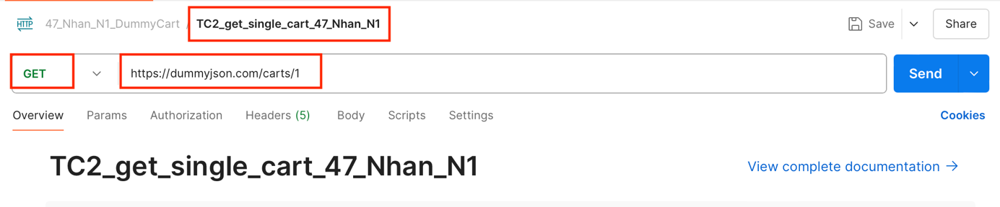 HTTP 47_Nhan_N1_DummyCart / TC2_get_single_cart_47_Nhan_N1 Save Share
GET https://dummyjson.com/carts/1 Send
Overview Params Authorization Headers (5) Body Scripts Settings Cookies
TC2_get_single_cart_47_Nhan_N1 View complete documentation →